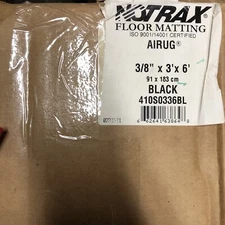 NOTRAX
FLOOR MATTING
ISO 9001/14001 CERTIFIED
AIRUG®
3/8" x 3' x 6'
91 x 183 cm
BLACK
410S0336BL